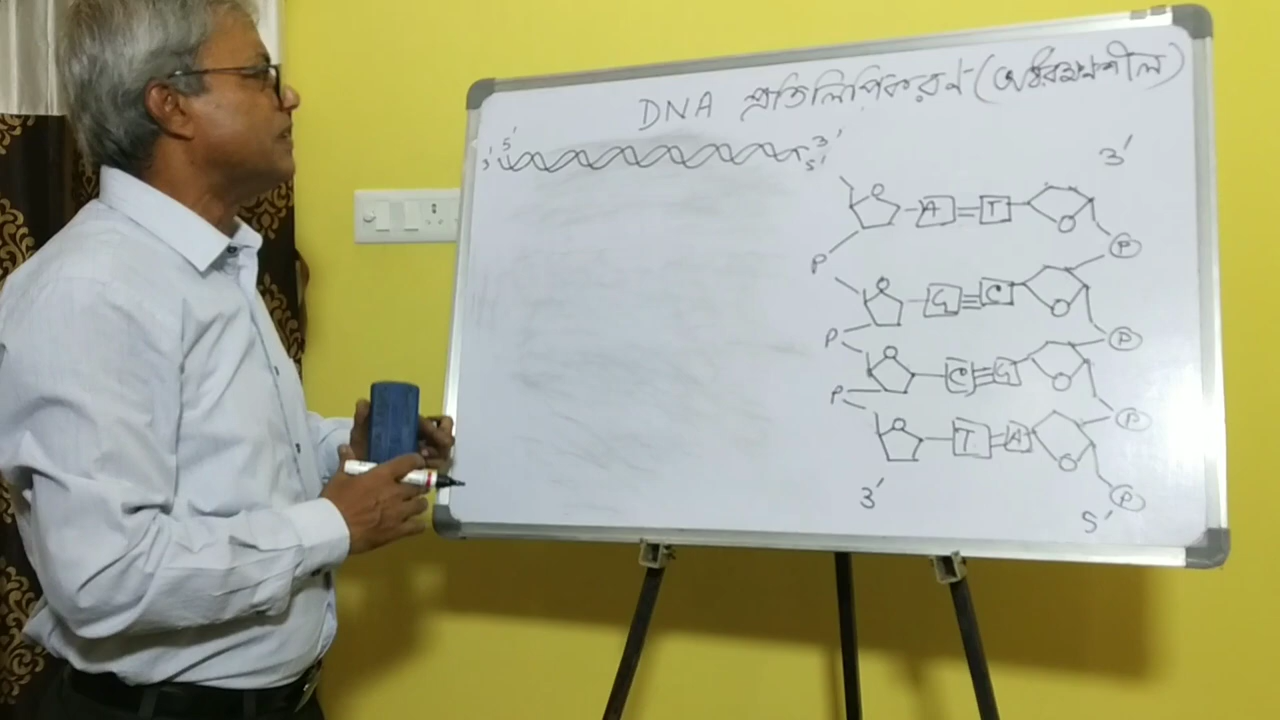 DNA প্রতিলিপিকরণ (অর্ধরক্ষণশীল)
5' 3'
3' 5'
3'
A T
P P
G C
P P
C G
P P
T A
3' P
5'